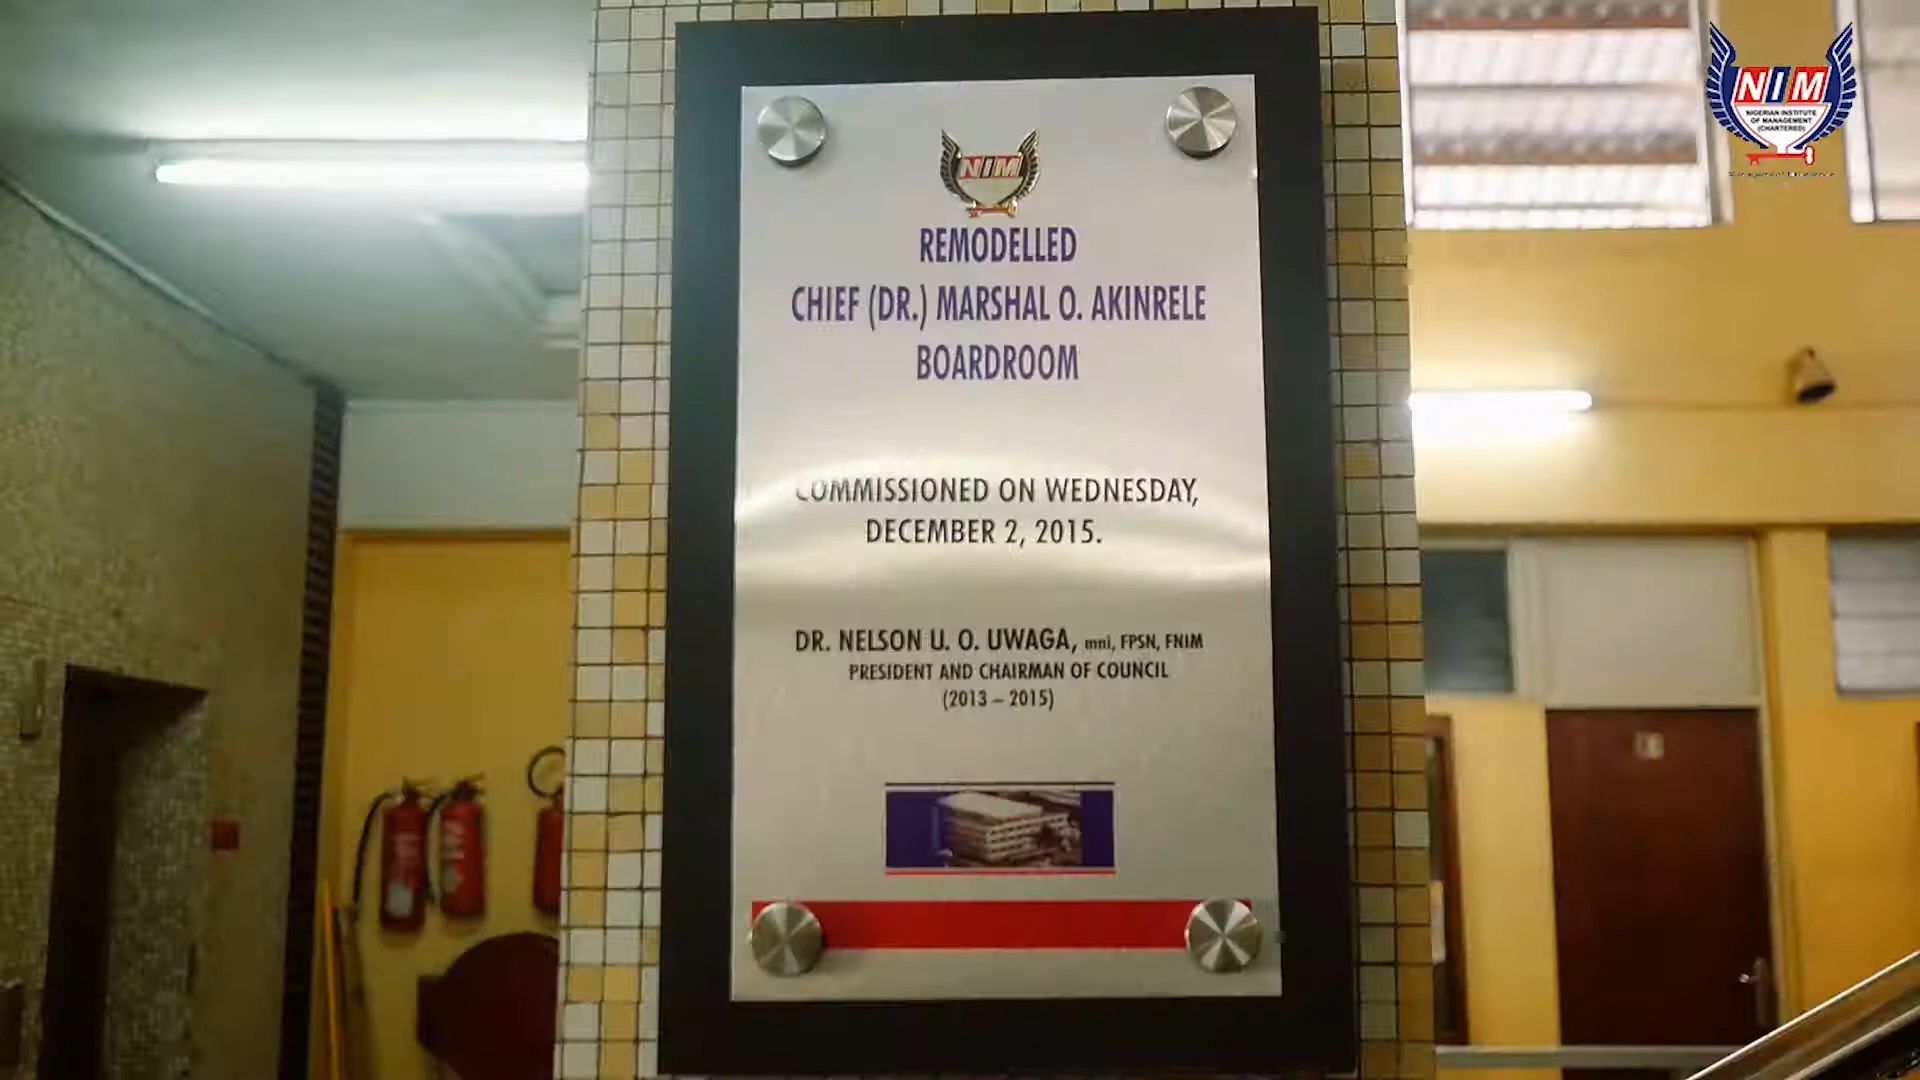 NIM
REMODELLED
CHIEF (DR.) MARSHAL O. AKINRELE
BOARDROOM
COMMISSIONED ON WEDNESDAY,
DECEMBER 2, 2015.
DR. NELSON U. O. UWAGA, mni, FPSN, FNIM
PRESIDENT AND CHAIRMAN OF COUNCIL
(2013 – 2015)
NIM
NIGERIAN INSTITUTE
OF MANAGEMENT
(CHARTERED)